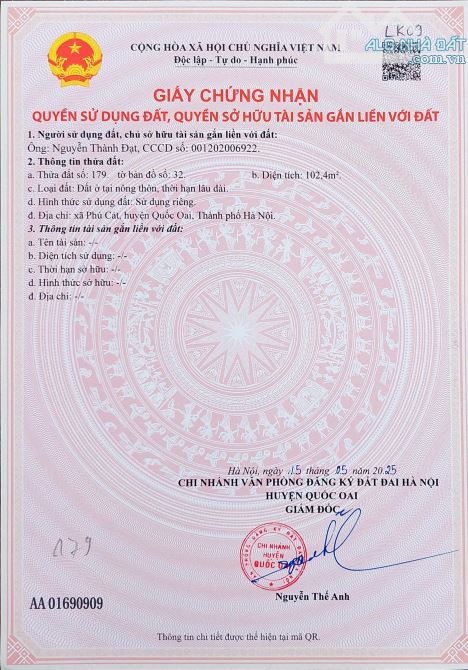 LK09
ALONHADAT
.com.vn
CỘNG HÒA XÃ HỘI CHỦ NGHĨA VIỆT NAM
Độc lập - Tự do - Hạnh phúc
GIẤY CHỨNG NHẬN
QUYỀN SỬ DỤNG ĐẤT, QUYỀN SỞ HỮU TÀI SẢN GẮN LIỀN VỚI ĐẤT
1. Người sử dụng đất, chủ sở hữu tài sản gắn liền với đất:
Ông: Nguyễn Thành Đạt, CCCD số: 001202006922.
2. Thông tin thửa đất:
a. Thửa đất số: 179. tờ bản đồ số: 32. b. Diện tích: 102,4m².
c. Loại đất: Đất ở tại nông thôn, thời hạn lâu dài.
d. Hình thức sử dụng đất: Sử dụng riêng.
đ. Địa chỉ: xã Phú Cát, huyện Quốc Oai, Thành phố Hà Nội.
3. Thông tin tài sản gắn liền với đất:
a. Tên tài sản: -/-
b. Diện tích sử dụng: -/-
c. Thời hạn sở hữu: -/-
d. Hình thức sở hữu: -/-
đ. Địa chỉ: -/-
Hà Nội, ngày 15 tháng 05 năm 2025
CHI NHÁNH VĂN PHÒNG ĐĂNG KÝ ĐẤT ĐAI HÀ NỘI
HUYỆN QUỐC OAI
GIÁM ĐỐC
CHI NHÁNH
HUYỆN
QUỐC OAI
179
Nguyễn Thế Anh
AA 01690909
Thông tin chi tiết được thể hiện tại mã QR.